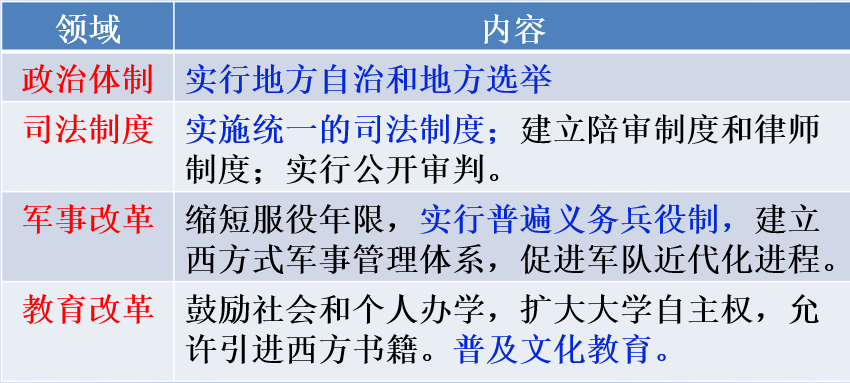 领域 内容
政治体制 实行地方自治和地方选举
司法制度 实施统一的司法制度；建立陪审制度和律师
制度；实行公开审判。
军事改革 缩短服役年限，实行普遍义务兵役制，建立
西方式军事管理体系，促进军队近代化进程。
教育改革 鼓励社会和个人办学，扩大大学自主权，允
许引进西方书籍。普及文化教育。